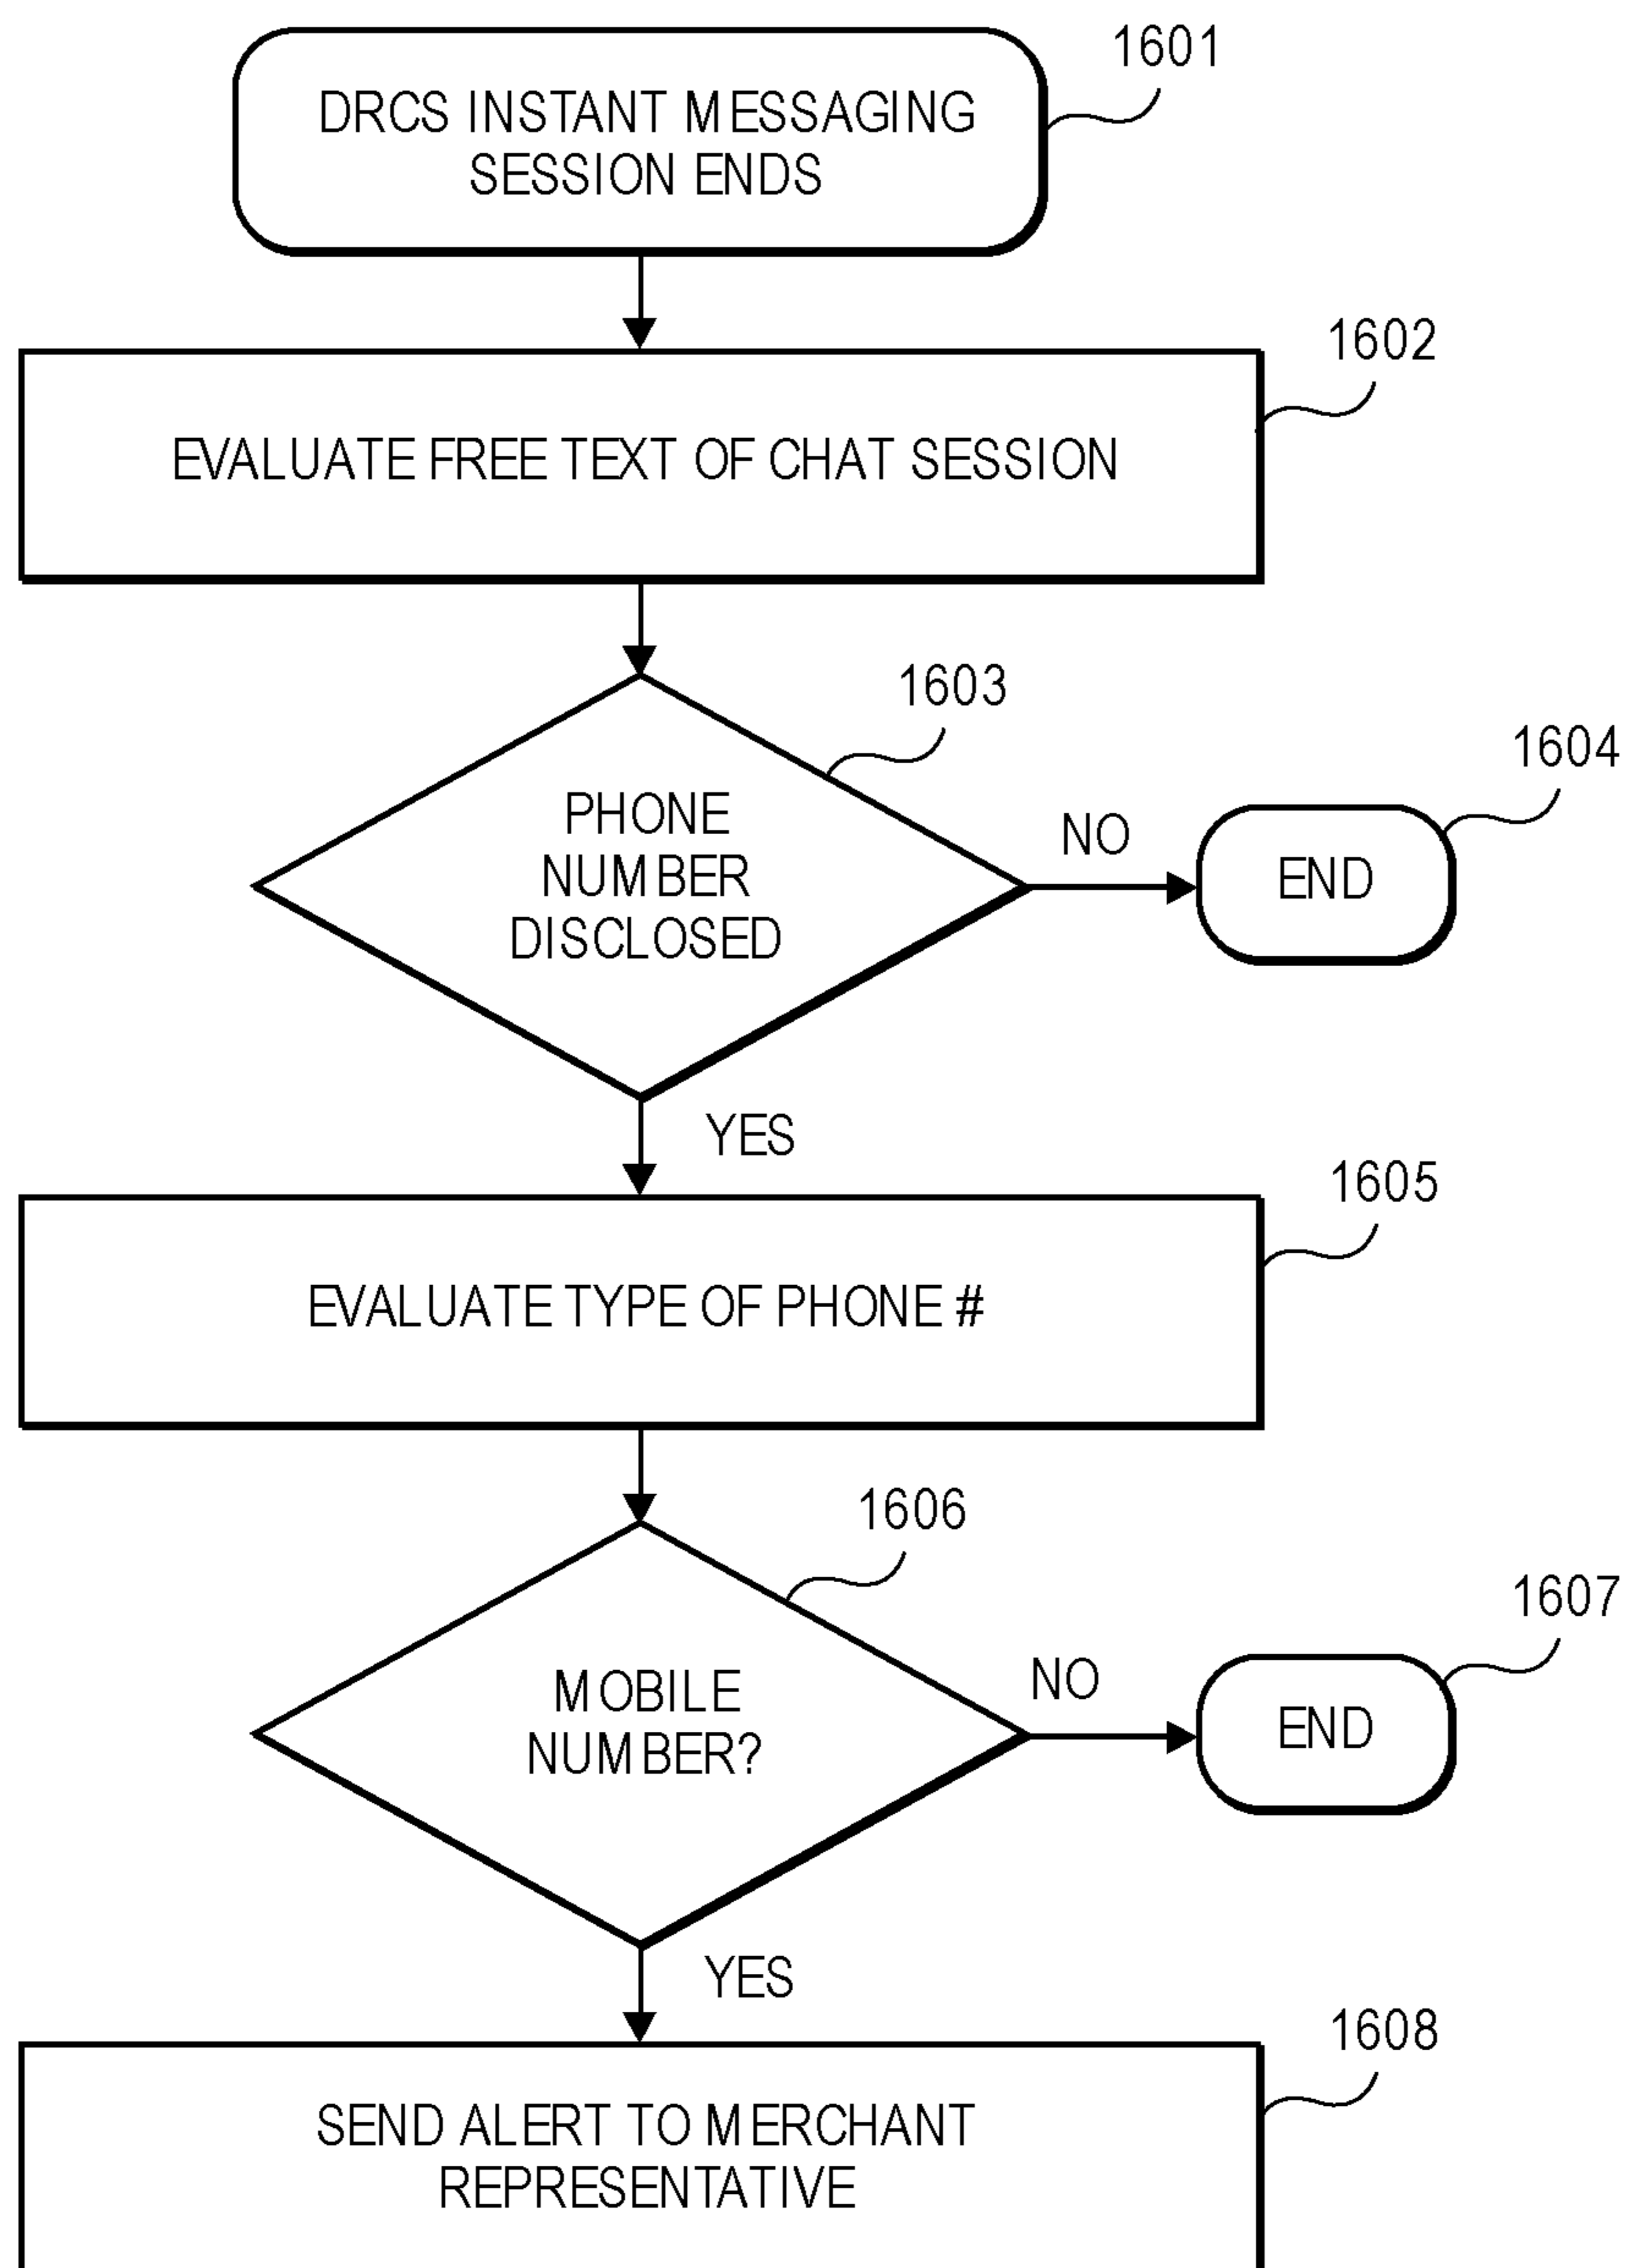 1601
DRCS INSTANT MESSAGING
SESSION ENDS
1602
EVALUATE FREE TEXT OF CHAT SESSION
1603
PHONE
NUMBER
DISCLOSED
NO
1604
END
YES
1605
EVALUATE TYPE OF PHONE #
1606
MOBILE
NUMBER?
NO
1607
END
YES
1608
SEND ALERT TO MERCHANT
REPRESENTATIVE